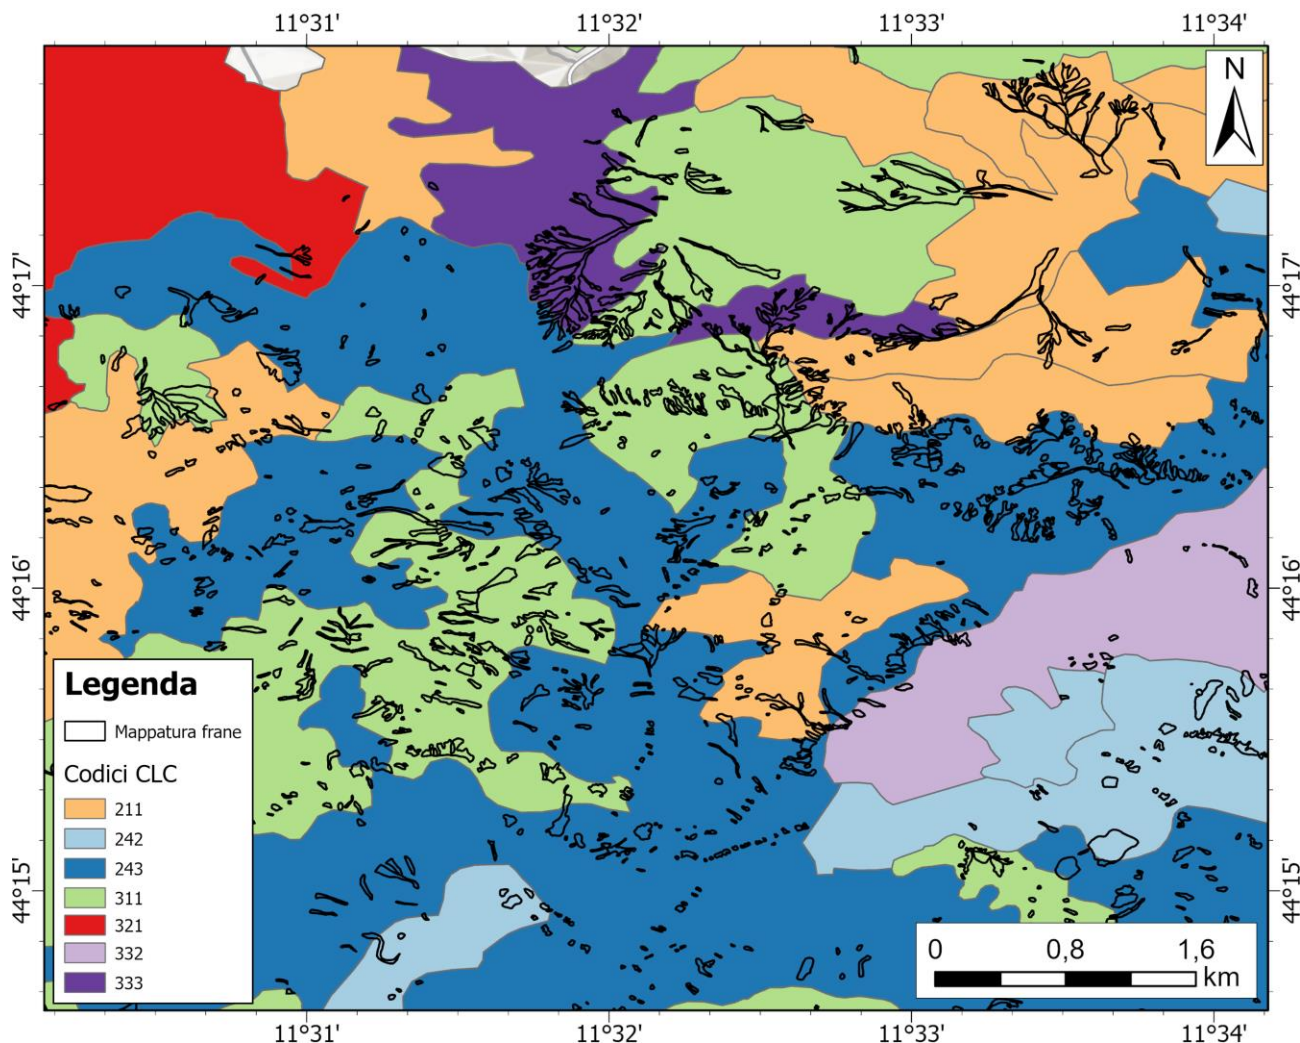 11°31' 11°32' 11°33' 11°34'
N
44°17' 44°17'
44°16' 44°16'
Legenda
Mappatura frane
Codici CLC
211
242
243
311
321
332
333
44°15' 44°15'
0 0,8 1,6
km
11°31' 11°32' 11°33' 11°34'